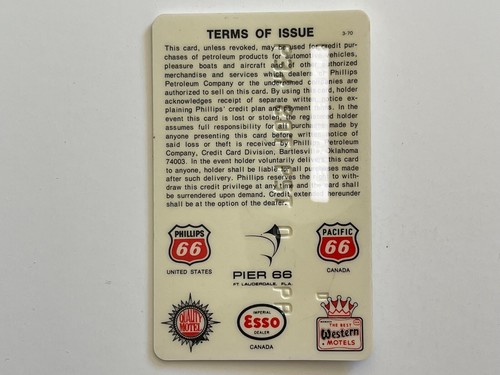 TERMS OF ISSUE 3-70
This card, unless revoked, may be used for credit pur-
chases of petroleum products for automotive vehicles,
pleasure boats and aircraft and other authorized
merchandise and services which dealers Phillips
Petroleum Company or the companies are
authorized to sell on this card. By using the card, holder
acknowledges receipt of separate written notice ex-
plaining Phillips' credit plan and payment In the
event this card is lost or stolen, the registered holder
assumes full responsibility for all purchases made by
anyone presenting this card before written notice of
said loss or theft is received by Phillips Petroleum
Company, Credit Card Division, Bartlesville, Oklahoma
74003. In the event holder voluntarily delivers this card
to anyone, holder shall be liable for all purchases made
after such delivery. Phillips reserves the right to with-
draw this credit privilege at any time and this card shall
be surrendered upon demand. Credit extended hereunder
shall be at the option of the dealer.
PHILLIPS 66
UNITED STATES
PIER 66
FT LAUDERDALE, FLA.
PACIFIC 66
CANADA
QUALITY MOTEL
IMPERIAL
Esso
DEALER
CANADA
THE BEST
Western
MOTELS